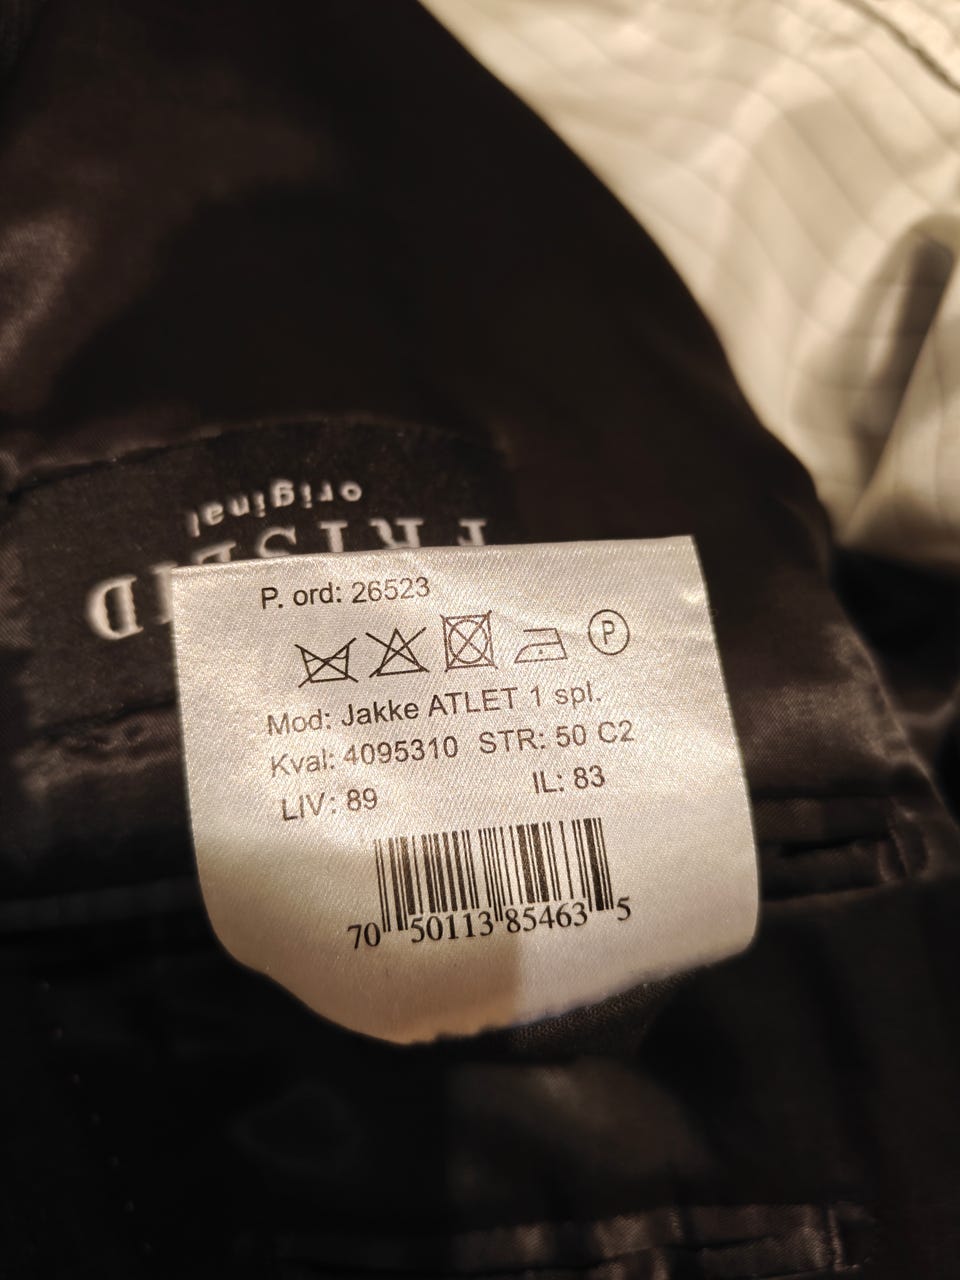 original
P. ord: 26523
Mod: Jakke ATLET 1 spl.
Kval: 4095310 STR: 50 C2
LIV: 89 IL: 83
70 50113 85463 5